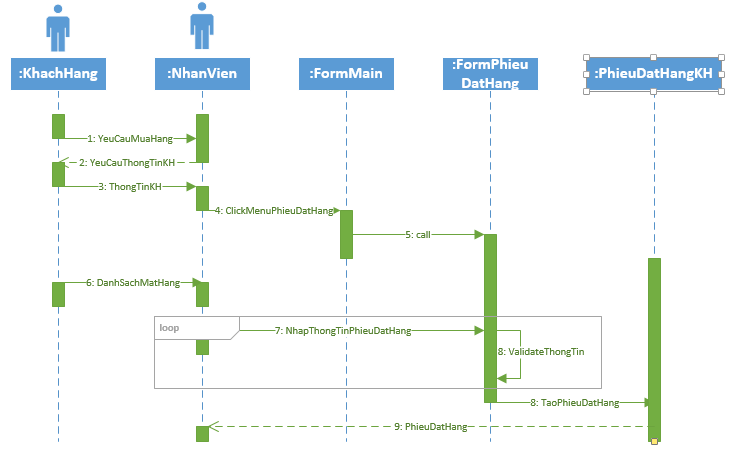 :KhachHang
:NhanVien
:FormMain
:FormPhieu
DatHang
:PhieuDatHangKH
1: YeuCauMuaHang
2: YeuCauThongTinKH
3: ThongTinKH
4: ClickMenuPhieuDatHang
5: call
6: DanhSachMatHang
loop
7: NhapThongTinPhieuDatHang
8: ValidateThongTin
8: TaoPhieuDatHang
9: PhieuDatHang